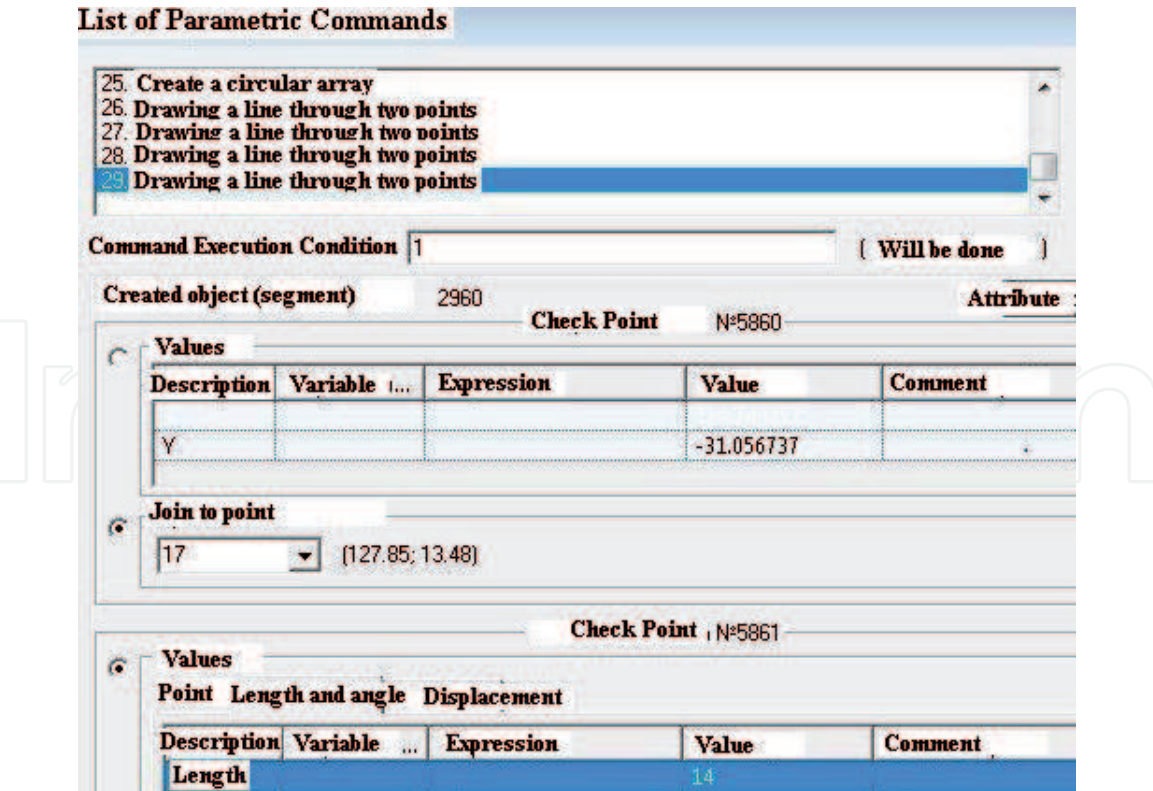 List of Parametric Commands
25. Create a circular array
26. Drawing a line through two points
27. Drawing a line through two points
28. Drawing a line through two points
29. Drawing a line through two points
Command Execution Condition 1 ( Will be done )
Created object (segment) 2960 Attribute
Check Point №5860
Values
Description Variable ... Expression Value Comment
Y -31.056737
Join to point
17 (127.85; 13.48)
Check Point №5861
Values
Point Length and angle Displacement
Description Variable ... Expression Value Comment
Length 14